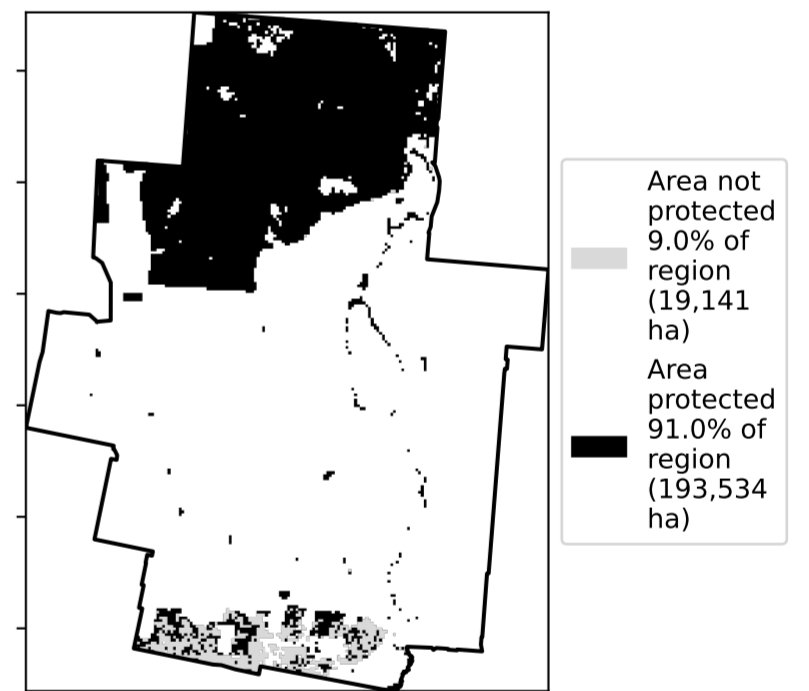 Area not
protected
9.0% of
region
(19,141
ha)
Area
protected
91.0% of
region
(193,534
ha)